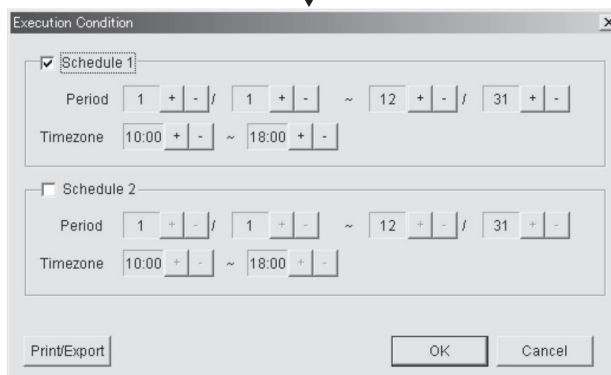 Execution Condition
Schedule 1
Period 1 + - / 1 + - ~ 12 + - / 31 + -
Timezone 10:00 + - ~ 18:00 + -
Schedule 2
Period 1 + - / 1 + - ~ 12 + - / 31 + -
Timezone 10:00 + - ~ 18:00 + -
Print/Export OK Cancel